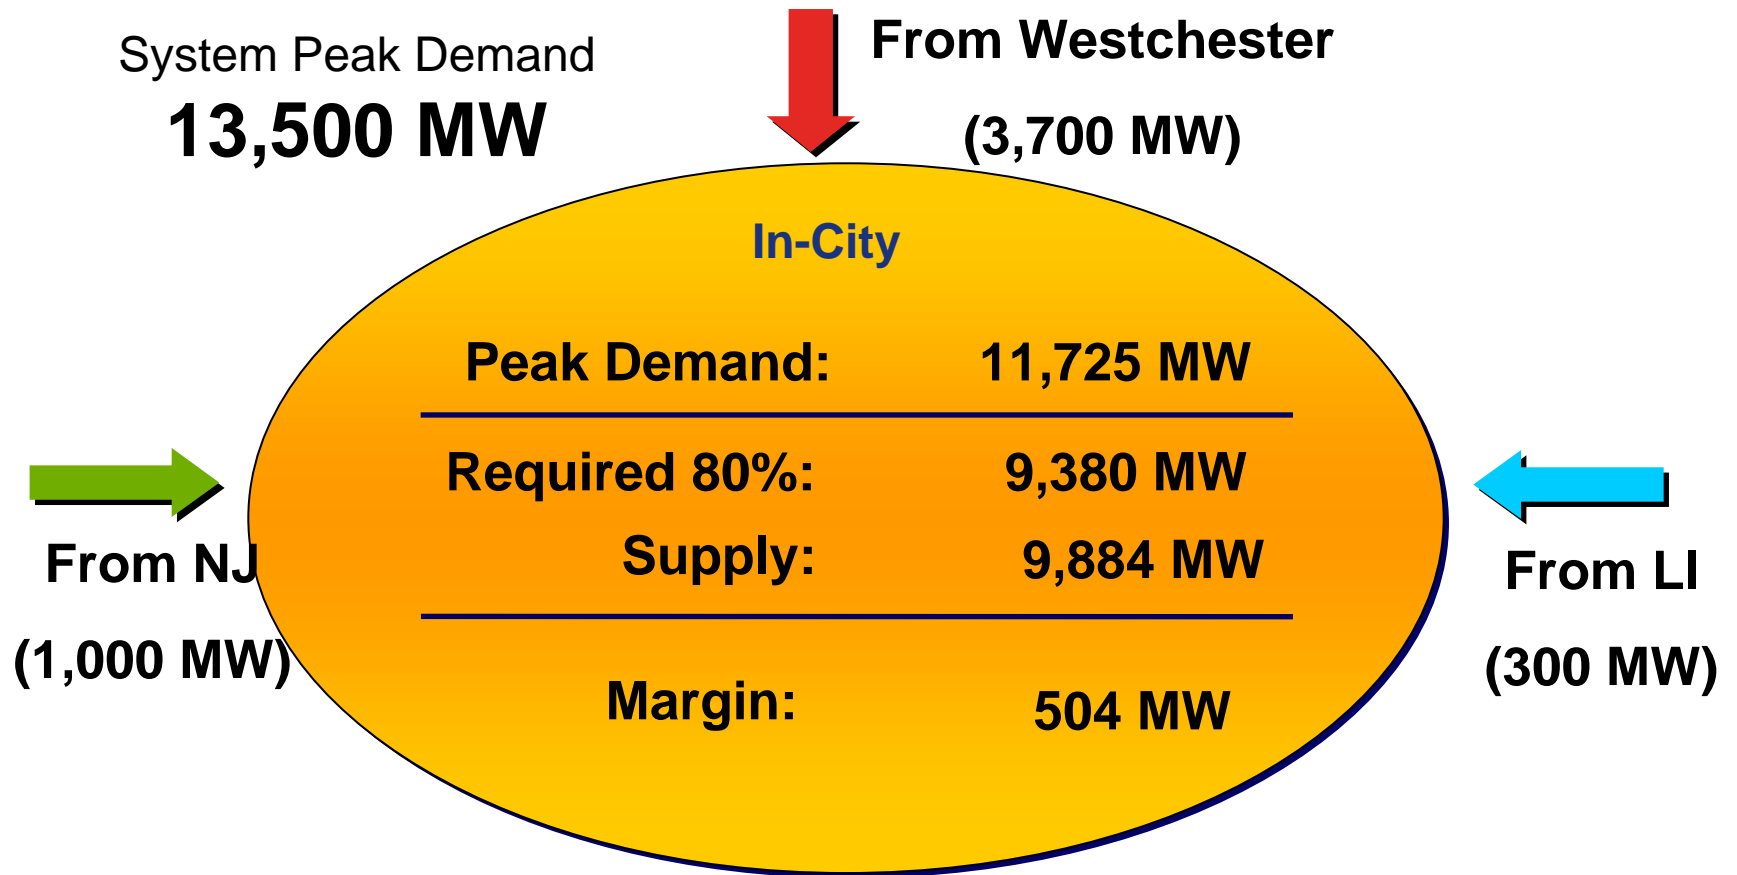 System Peak Demand
13,500 MW
From Westchester
(3,700 MW)
In-City
Peak Demand: 11,725 MW
Required 80%: 9,380 MW
Supply: 9,884 MW
Margin: 504 MW
From NJ
(1,000 MW)
From LI
(300 MW)